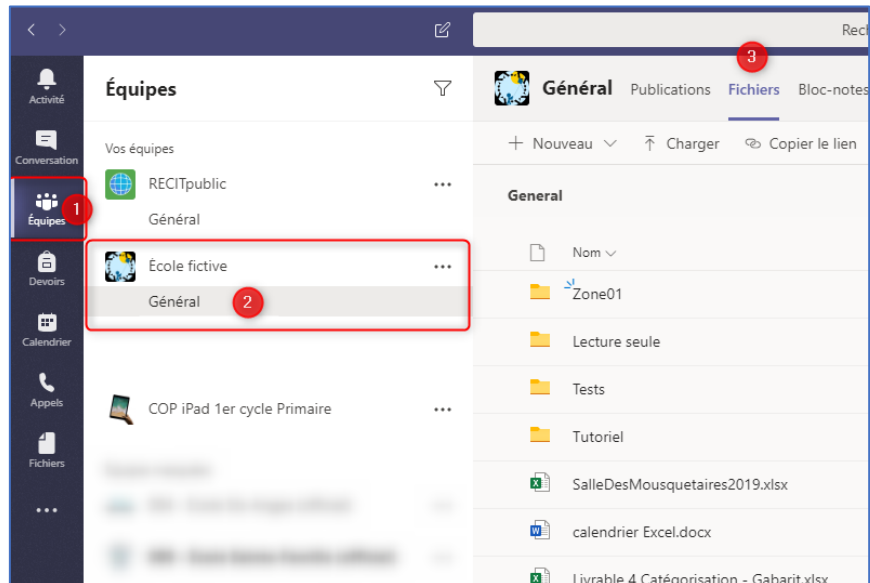 Rech
Activité
Conversation
Équipes
1
Devoirs
Calendrier
Appels
Fichiers
Équipes
Vos équipes
RECITpublic
Général
École fictive
Général
2
COP iPad 1er cycle Primaire
3
Général Publications Fichiers Bloc-notes
Nouveau Charger Copier le lien
General
Nom
Zone01
Lecture seule
Tests
Tutoriel
SalleDesMousquetaires2019.xlsx
calendrier Excel.docx
Livrable 4 Catégorisation - Gabarit.xlsx